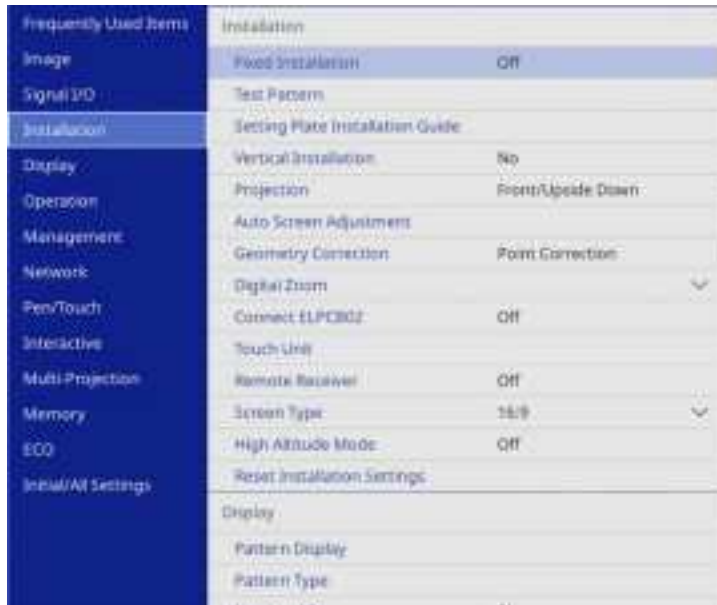 Frequently Used Items
Image
Signal I/O
Installation
Display
Operation
Management
Network
Pen/Touch
Interactive
Multi-Projection
Memory
ECO
Initial/All Settings
Installation
Fixed Installation Off
Test Pattern
Setting Plate Installation Guide
Vertical Installation No
Projection Front/Upside Down
Auto Screen Adjustment
Geometry Correction Point Correction
Digital Zoom
Connect ELPCB02 Off
Touch Unit
Remote Receiver Off
Screen Type 16:9
High Altitude Mode Off
Reset Installation Settings
Display
Pattern Display
Pattern Type